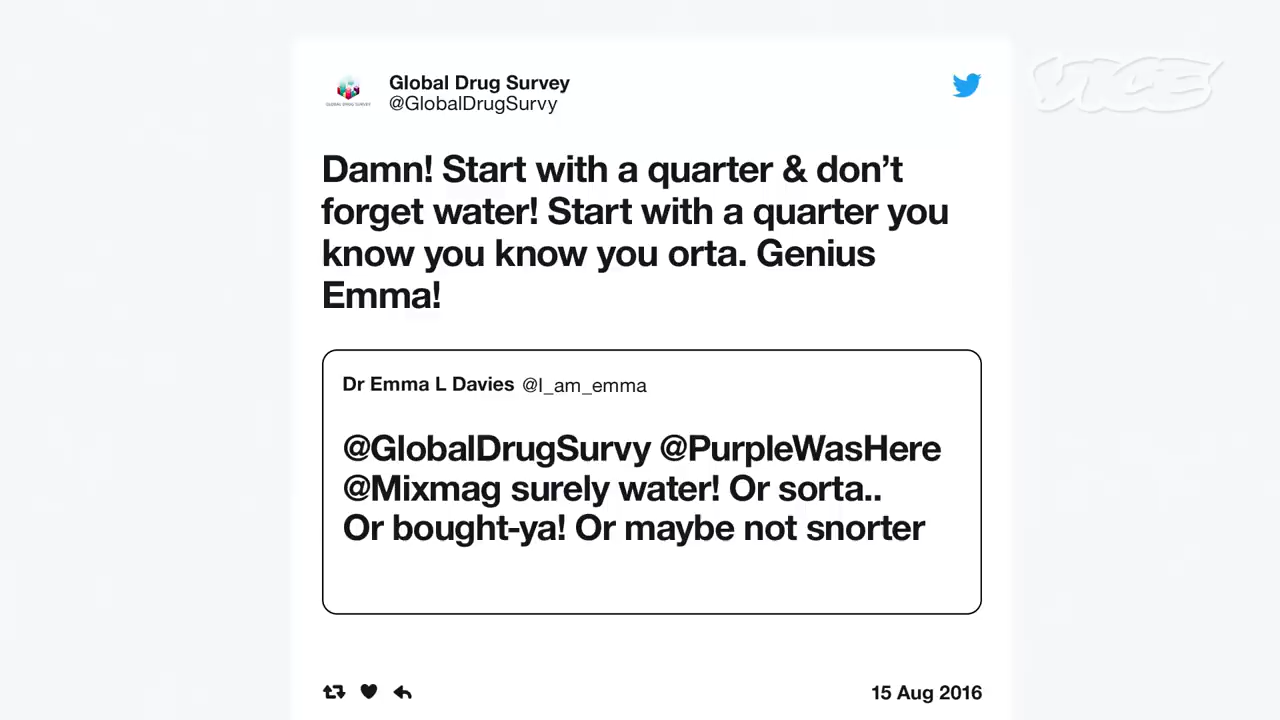 VICE
Global Drug Survey
@GlobalDrugSurvy
Damn! Start with a quarter & don’t
forget water! Start with a quarter you
know you know you orta. Genius
Emma!
Dr Emma L Davies @I_am_emma
@GlobalDrugSurvy @PurpleWasHere
@Mixmag surely water! Or sorta..
Or bought-ya! Or maybe not snorter
15 Aug 2016